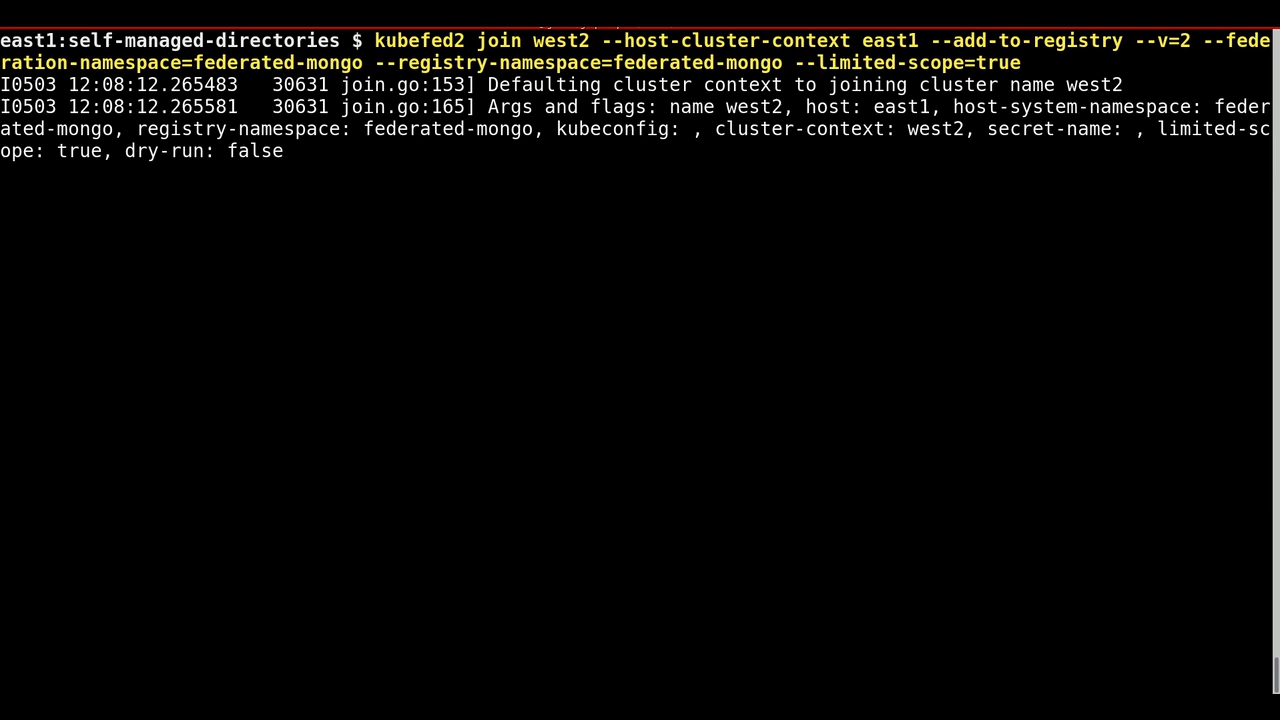 east1:self-managed-directories $ kubefed2 join west2 --host-cluster-context east1 --add-to-registry --v=2 --fede
ration-namespace=federated-mongo --registry-namespace=federated-mongo --limited-scope=true
I0503 12:08:12.265483   30631 join.go:153] Defaulting cluster context to joining cluster name west2
I0503 12:08:12.265581   30631 join.go:165] Args and flags: name west2, host: east1, host-system-namespace: feder
ated-mongo, registry-namespace: federated-mongo, kubeconfig: , cluster-context: west2, secret-name: , limited-sc
ope: true, dry-run: false